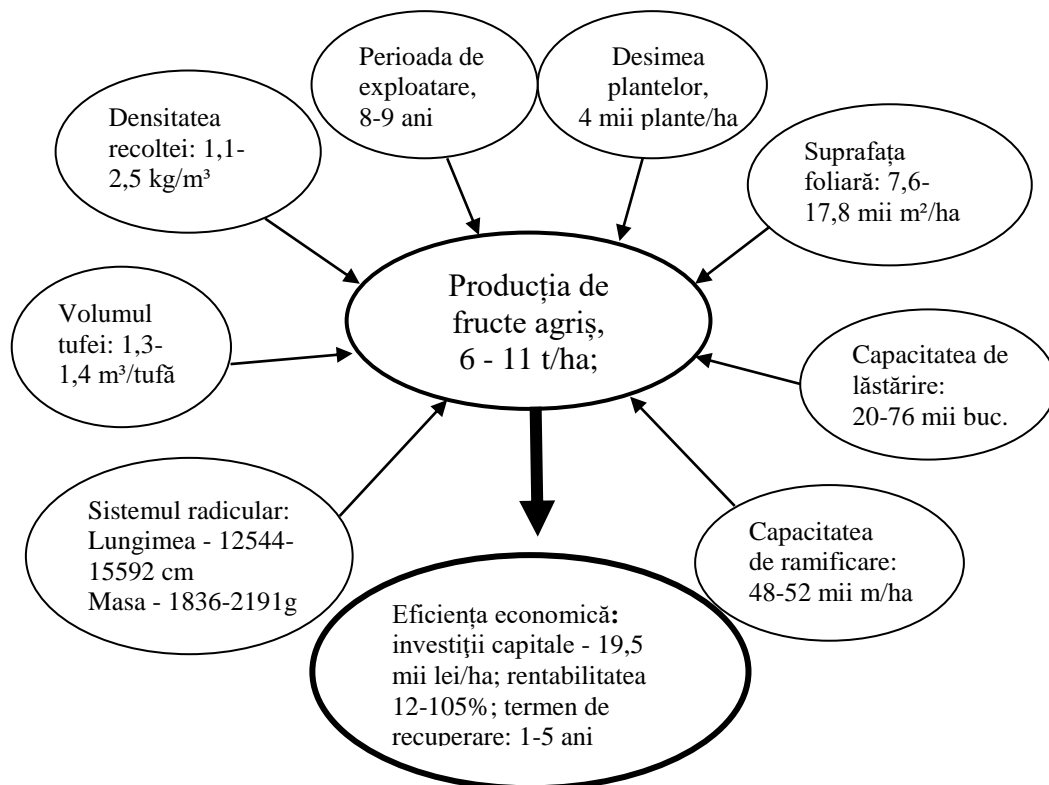 Perioada de
exploatare,
8-9 ani
Desimea
plantelor,
4 mii plante/ha
Densitatea
recoltei: 1,1-
2,5 kg/m³
Suprafața
foliară: 7,6-
17,8 mii m²/ha
Producția de
fructe agriș,
6 - 11 t/ha;
Volumul
tufei: 1,3-
1,4 m³/tufă
Capacitatea de
lăstărire:
20-76 mii buc.
Sistemul radicular:
Lungimea - 12544-
15592 cm
Masa - 1836-2191g
Capacitatea
de ramificare:
48-52 mii m/ha
Eficiența economică:
investiţii capitale - 19,5
mii lei/ha; rentabilitatea
12-105%; termen de
recuperare: 1-5 ani